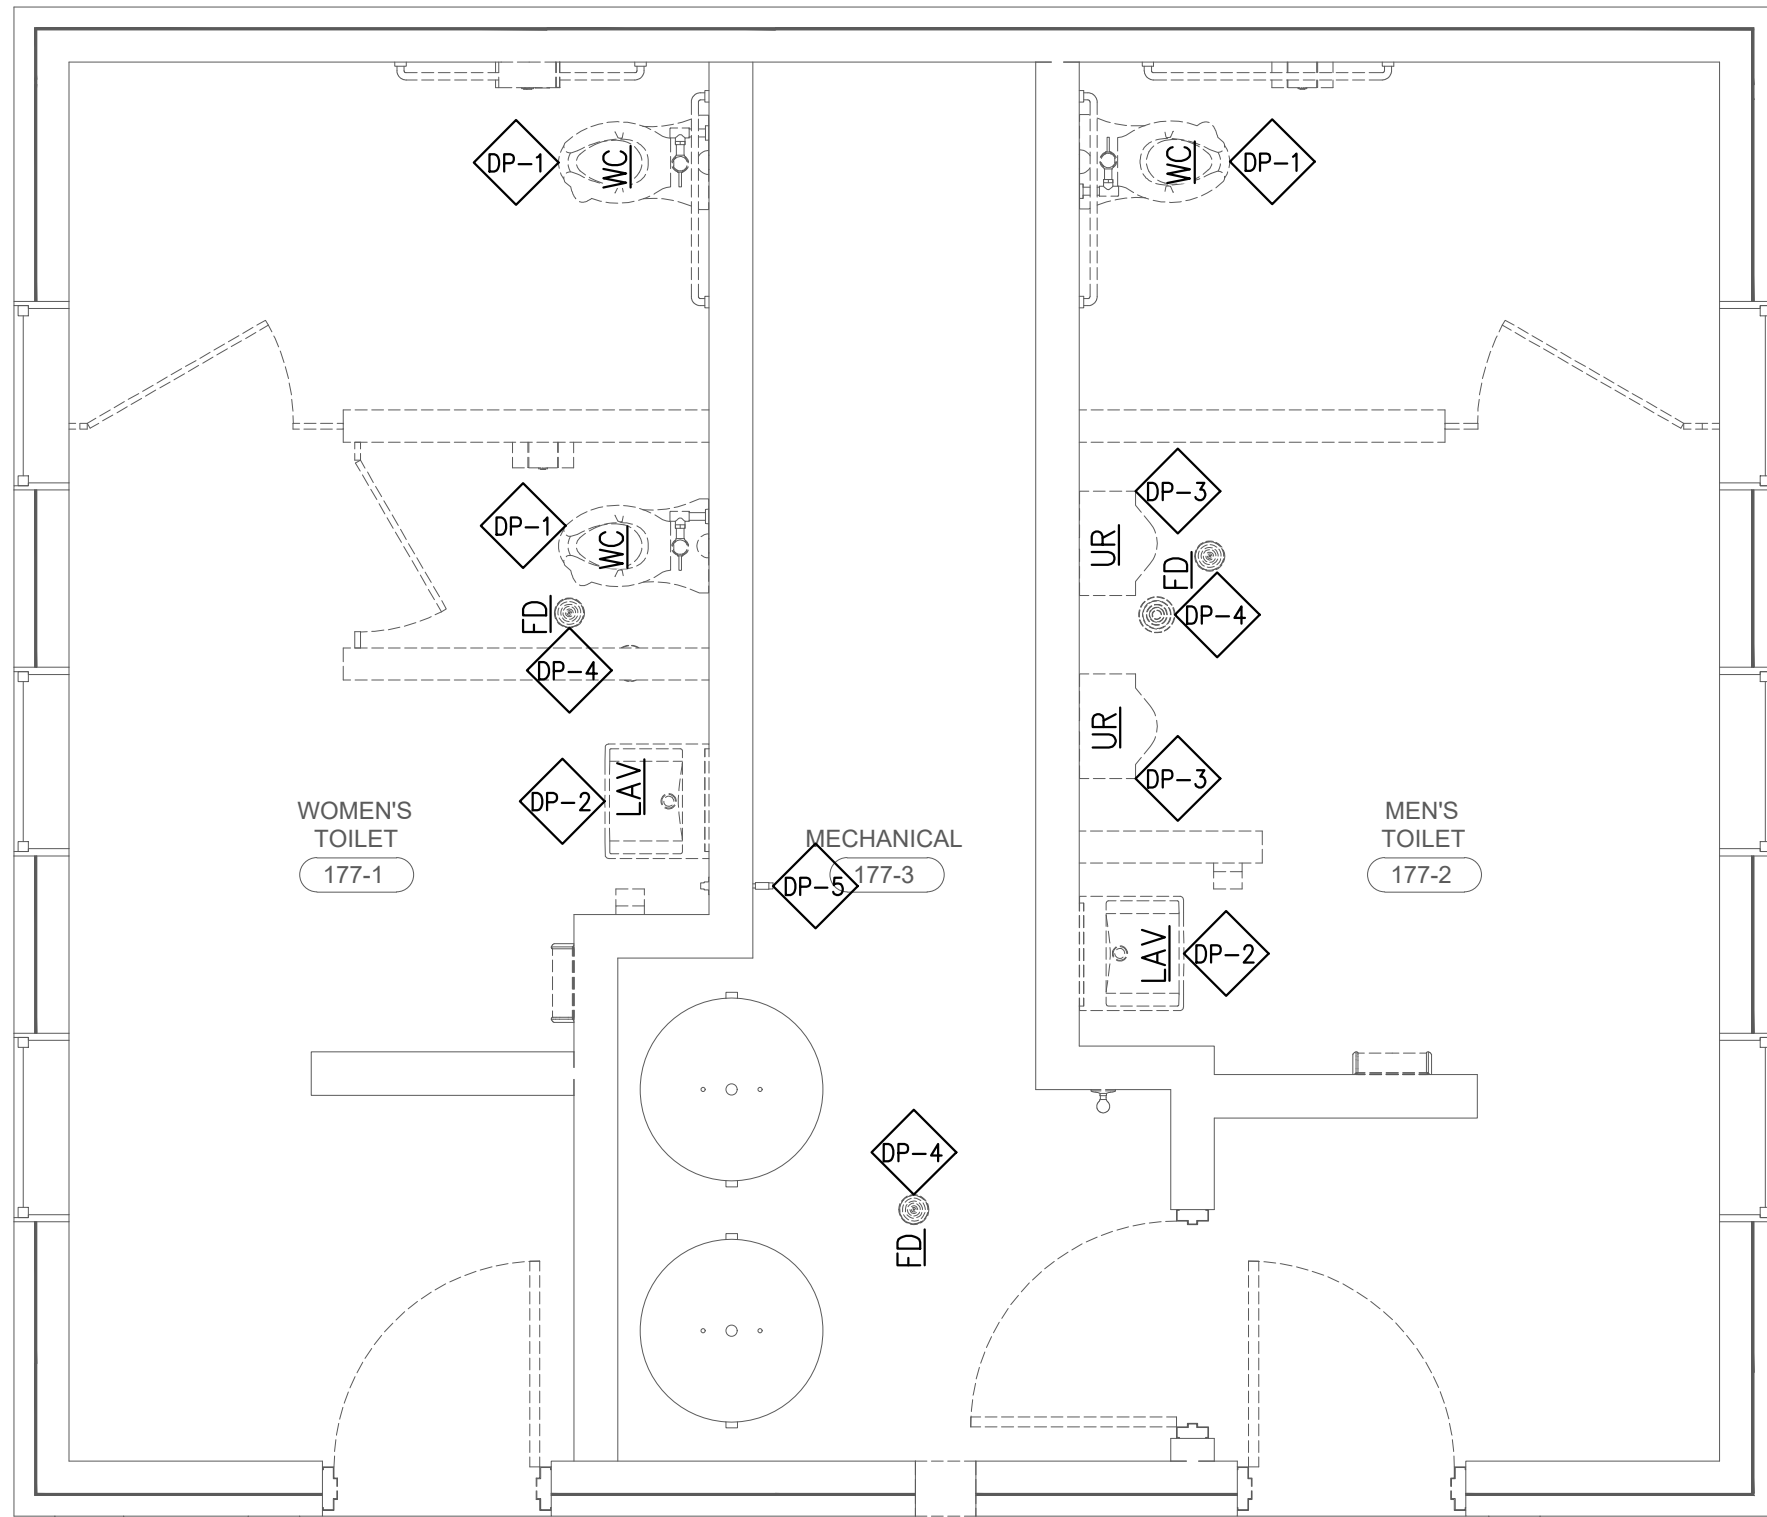 DP-1
WC
WC
DP-1
DP-1
WC
DP-3
UR
FD
FD
DP-4
DP-4
UR
DP-3
LAV
DP-2
WOMEN'S
TOILET
177-1
MECHANICAL
177-3
DP-5
MEN'S
TOILET
177-2
LAV
DP-2
DP-4
FD